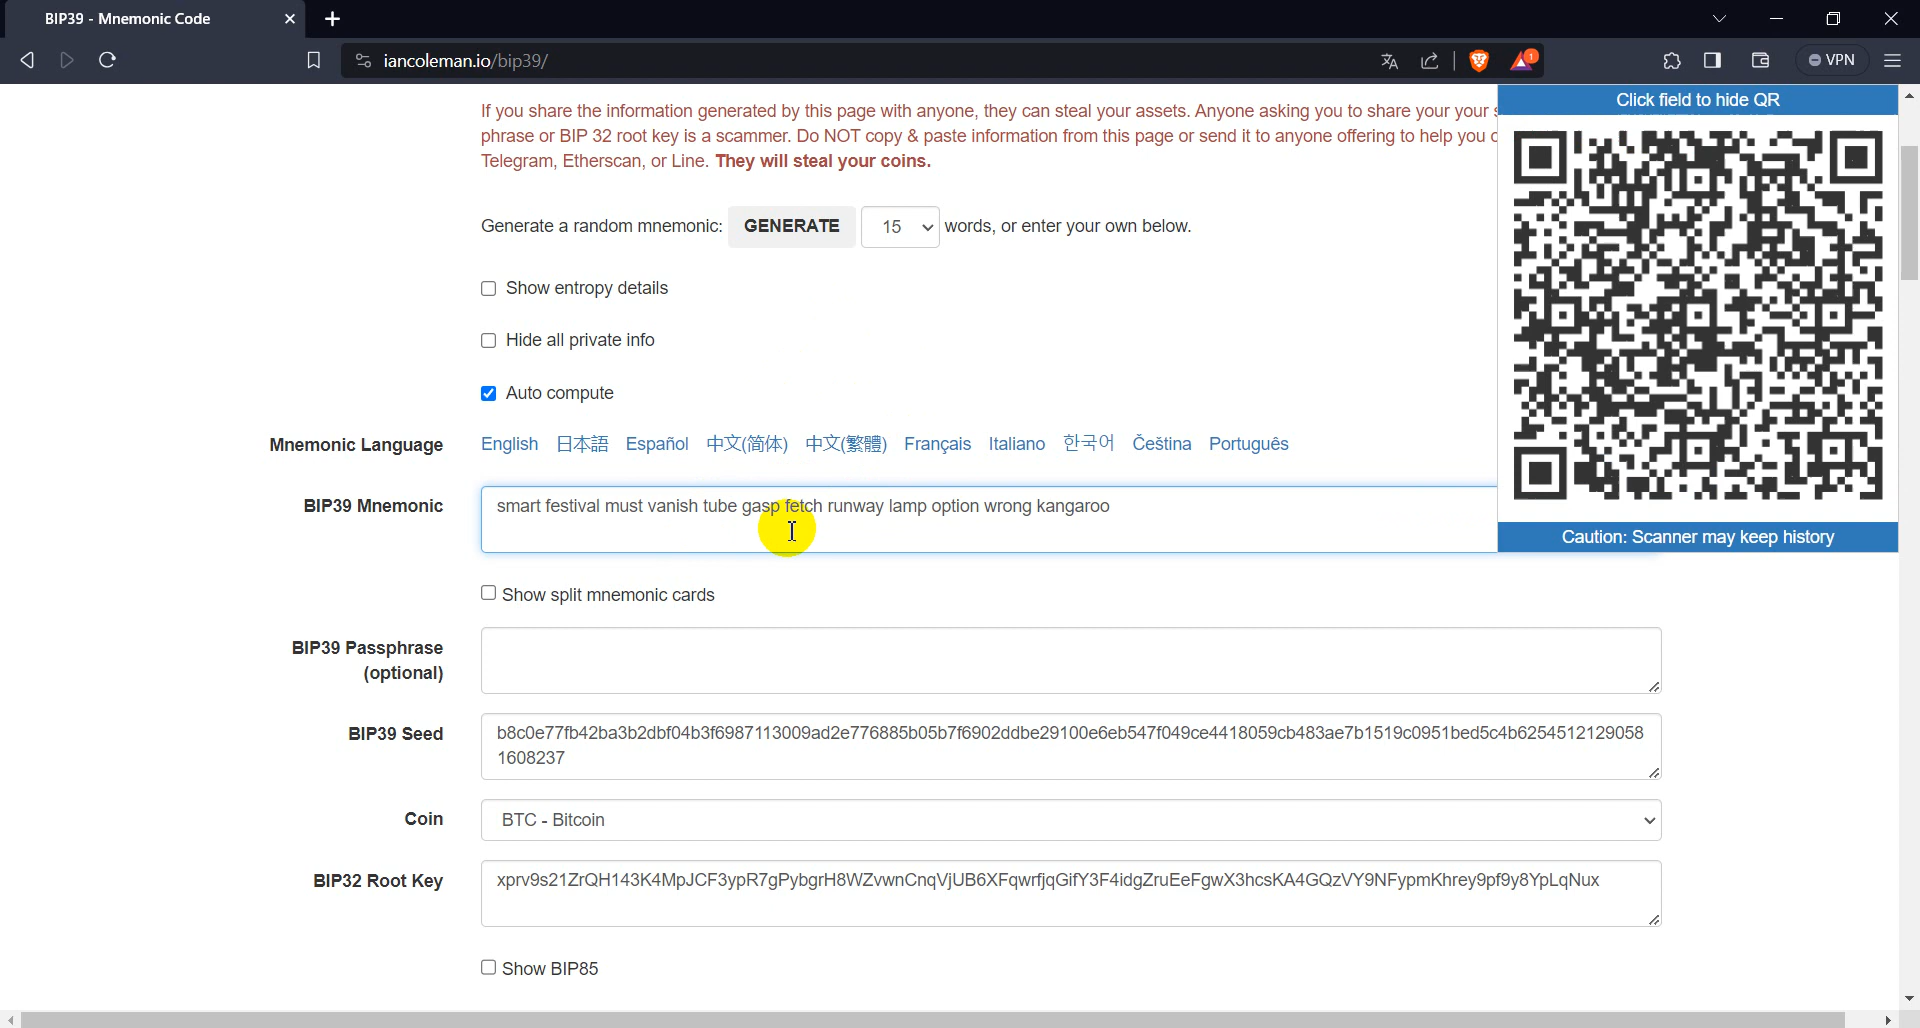 BIP39 - Mnemonic Code
iancoleman.io/bip39/
1
VPN
If you share the information generated by this page with anyone, they can steal your assets. Anyone asking you to share your your s
phrase or BIP 32 root key is a scammer. Do NOT copy & paste information from this page or send it to anyone offering to help you c
Telegram, Etherscan, or Line. They will steal your coins.
Click field to hide QR
Generate a random mnemonic: GENERATE 15 words, or enter your own below.
Show entropy details
Hide all private info
Auto compute
Mnemonic Language English 日本語 Español 中文(简体) 中文(繁體) Français Italiano 한국어 Čeština Português
BIP39 Mnemonic smart festival must vanish tube gasp fetch runway lamp option wrong kangaroo
Caution: Scanner may keep history
Show split mnemonic cards
BIP39 Passphrase
(optional)
BIP39 Seed b8c0e77fb42ba3b2dbf04b3f6987113009ad2e776885b05b7f6902ddbe29100e6eb547f049ce4418059cb483ae7b1519c0951bed5c4b6254512129058
1608237
Coin BTC - Bitcoin
BIP32 Root Key xprv9s21ZrQH143K4MpJCF3ypR7gPybgrH8WZvwnCnqVjUB6XFqwrfjqGifY3F4idgZruEeFgwX3hcsKA4GQzVY9NFypmKhrey9pf9y8YpLqNux
Show BIP85